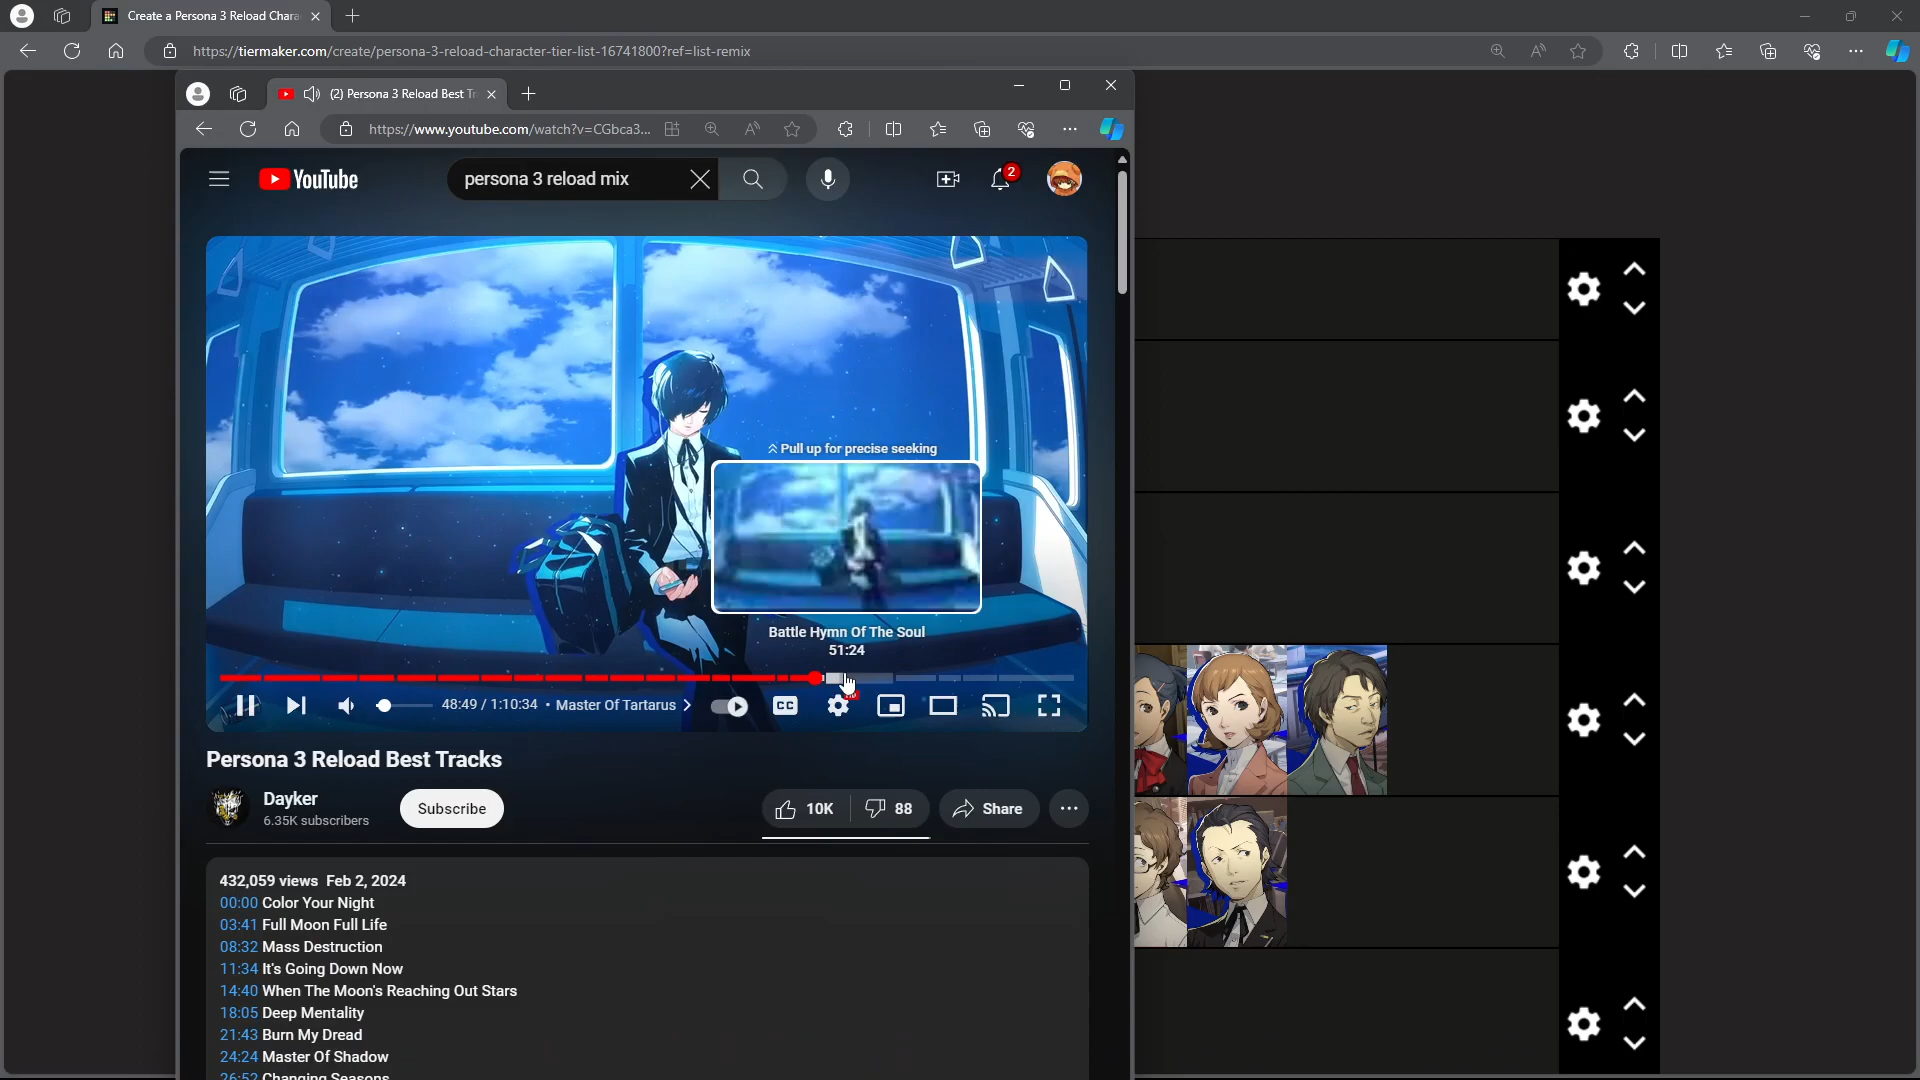 Create a Persona 3 Reload Chara
https://tiermaker.com/create/persona-3-reload-character-tier-list-16741800?ref=list-remix
(2) Persona 3 Reload Best Tr
https://www.youtube.com/watch?v=CGbca3...
YouTube
persona 3 reload mix
2
Pull up for precise seeking
Battle Hymn Of The Soul
51:24
48:49 / 1:10:34 • Master Of Tartarus
CC
HD
Persona 3 Reload Best Tracks
Dayker
6.35K subscribers
Subscribe
10K
88
Share
432,059 views Feb 2, 2024
00:00 Color Your Night
03:41 Full Moon Full Life
08:32 Mass Destruction
11:34 It's Going Down Now
14:40 When The Moon's Reaching Out Stars
18:05 Deep Mentality
21:43 Burn My Dread
24:24 Master Of Shadow
26:52 Changing Seasons